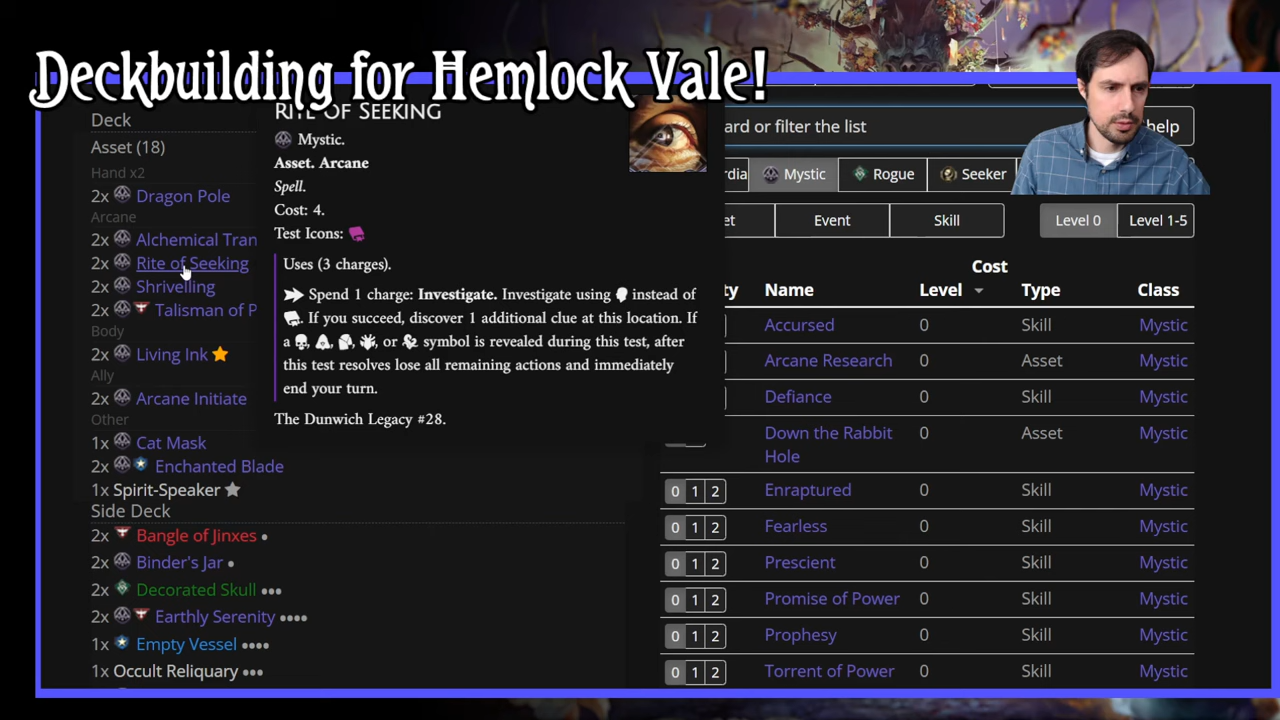 Deckbuilding for Hemlock Vale!
Deck
Asset (18)
Hand x2
2x Dragon Pole
Arcane
2x Alchemical Tran
2x Rite of Seeking
2x Shrivelling
2x Talisman of P
Body
2x Living Ink
Ally
2x Arcane Initiate
Other
1x Cat Mask
2x Enchanted Blade
1x Spirit-Speaker
Side Deck
2x Bangle of Jinxes
2x Binder's Jar
2x Decorated Skull
2x Earthly Serenity
1x Empty Vessel
1x Occult Reliquary
RITE OF SEEKING
Mystic.
Asset. Arcane
Spell.
Cost: 4.
Test Icons:
Uses (3 charges).
Spend 1 charge: Investigate. Investigate using instead of
. If you succeed, discover 1 additional clue at this location. If
a , , , , or symbol is revealed during this test, after
this test resolves lose all remaining actions and immediately
end your turn.
The Dunwich Legacy #28.
ard or filter the list
help
rdia Mystic Rogue Seeker
et Event Skill Level 0 Level 1-5
Cost
ty Name Level Type Class
Accursed 0 Skill Mystic
Arcane Research 0 Asset Mystic
Defiance 0 Skill Mystic
Down the Rabbit
Hole 0 Asset Mystic
0 1 2 Enraptured 0 Skill Mystic
0 1 2 Fearless 0 Skill Mystic
0 1 2 Prescient 0 Skill Mystic
0 1 2 Promise of Power 0 Skill Mystic
0 1 2 Prophesy 0 Skill Mystic
0 1 2 Torrent of Power 0 Skill Mystic